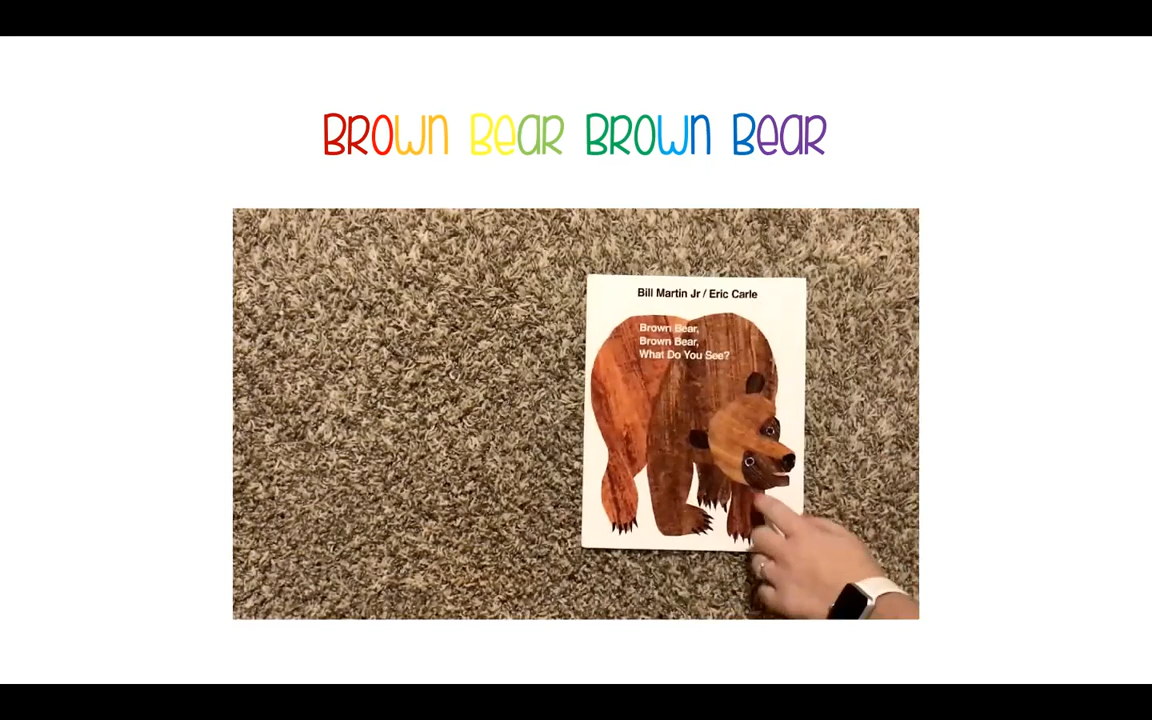 Brown Bear Brown Bear
Bill Martin Jr / Eric Carle
Brown Bear,
Brown Bear,
What Do You See?